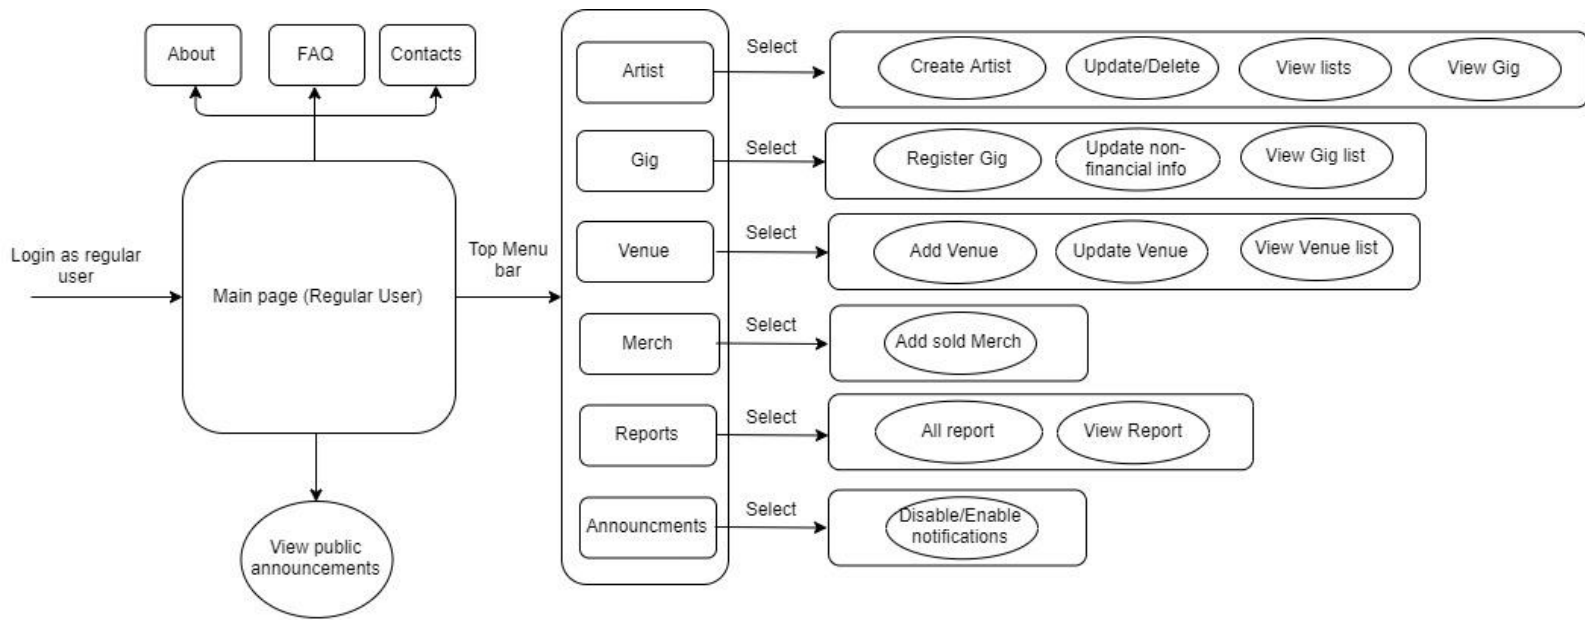 About
FAQ
Contacts
Login as regular
user
Main page (Regular User)
View public
announcements
Top Menu
bar
Artist
Select
Create Artist
Update/Delete
View lists
View Gig
Gig
Select
Register Gig
Update non-
financial info
View Gig list
Venue
Select
Add Venue
Update Venue
View Venue list
Merch
Select
Add sold Merch
Reports
Select
All report
View Report
Announcments
Select
Disable/Enable
notifications